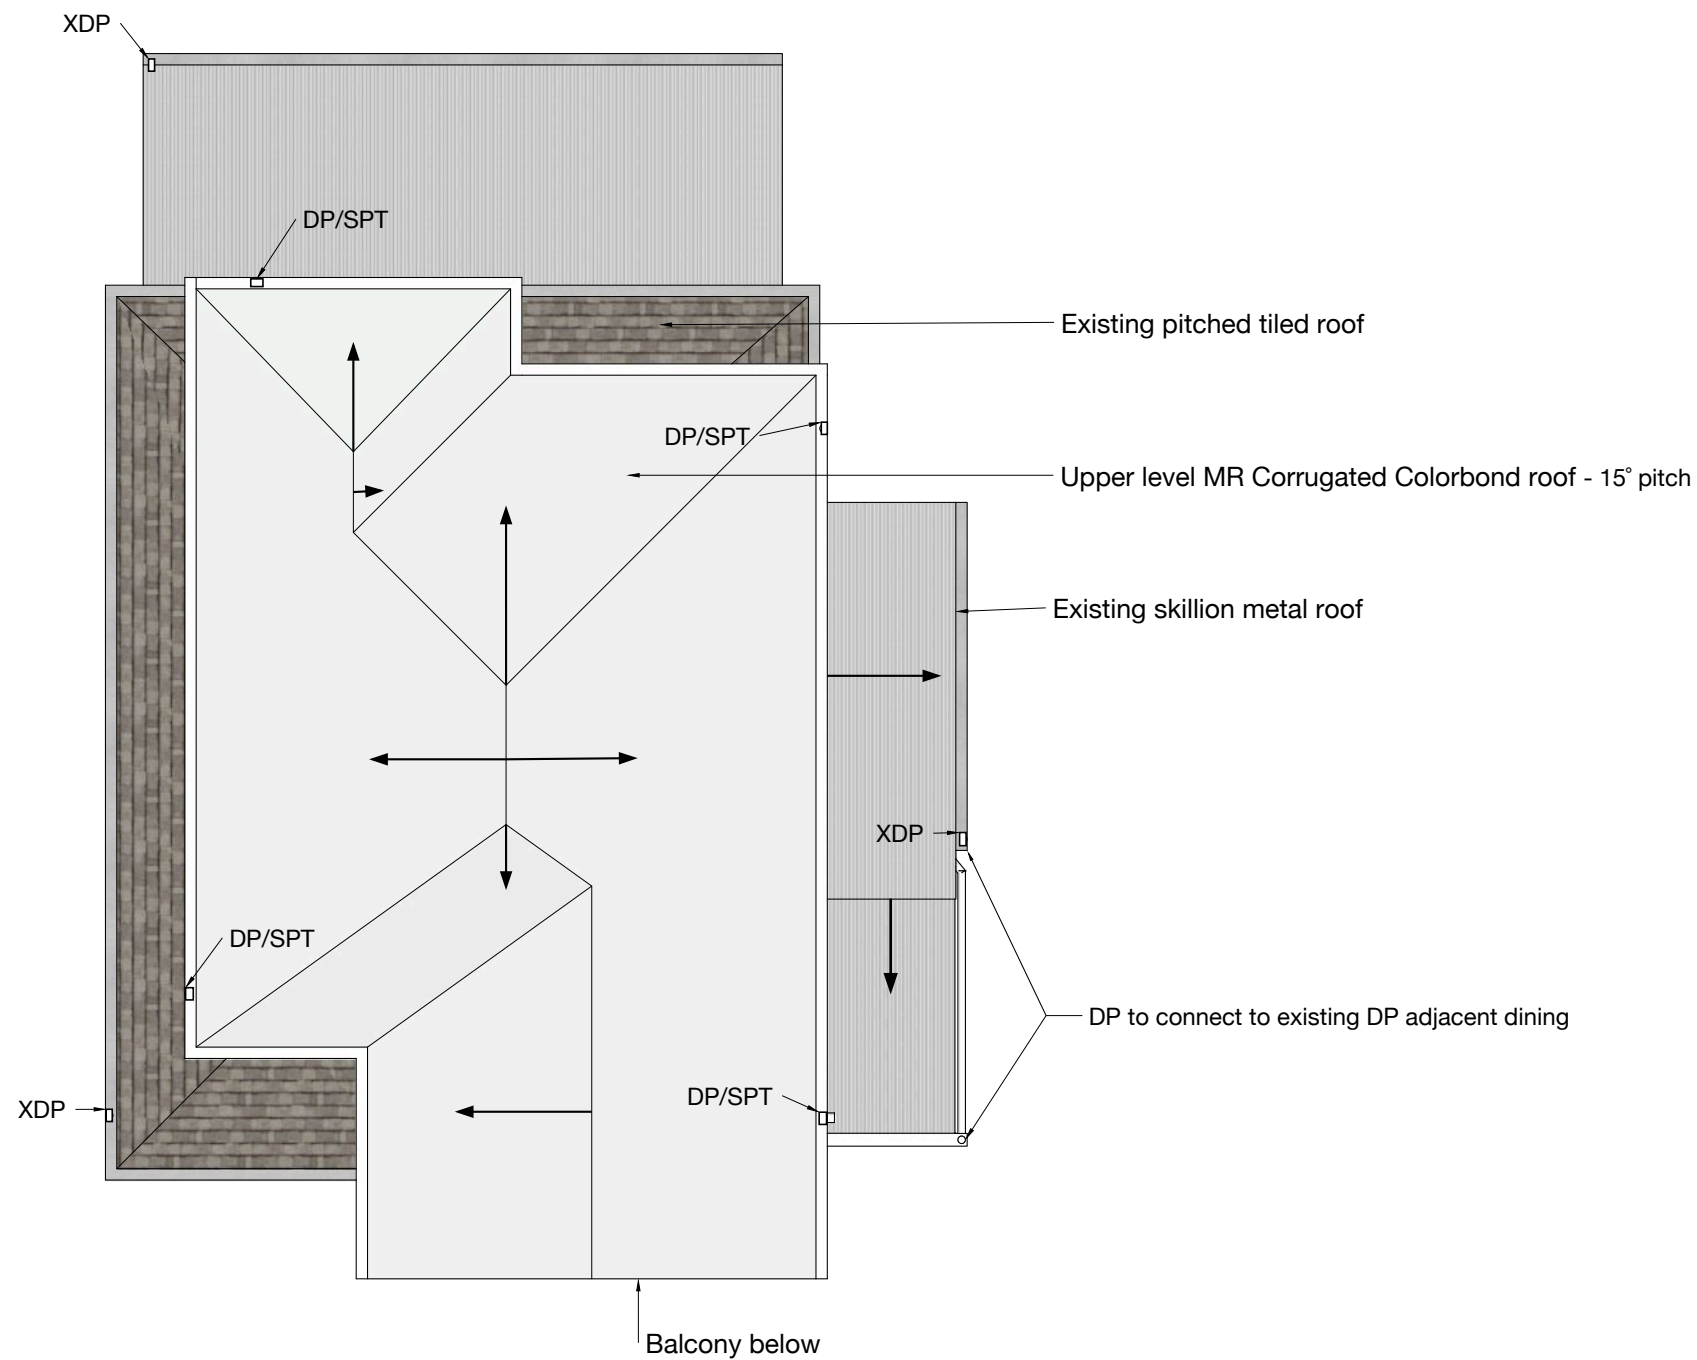 XDP
DP/SPT
Existing pitched tiled roof
DP/SPT
Upper level MR Corrugated Colorbond roof - 15° pitch
Existing skillion metal roof
XDP
DP/SPT
DP to connect to existing DP adjacent dining
DP/SPT
XDP
Balcony below